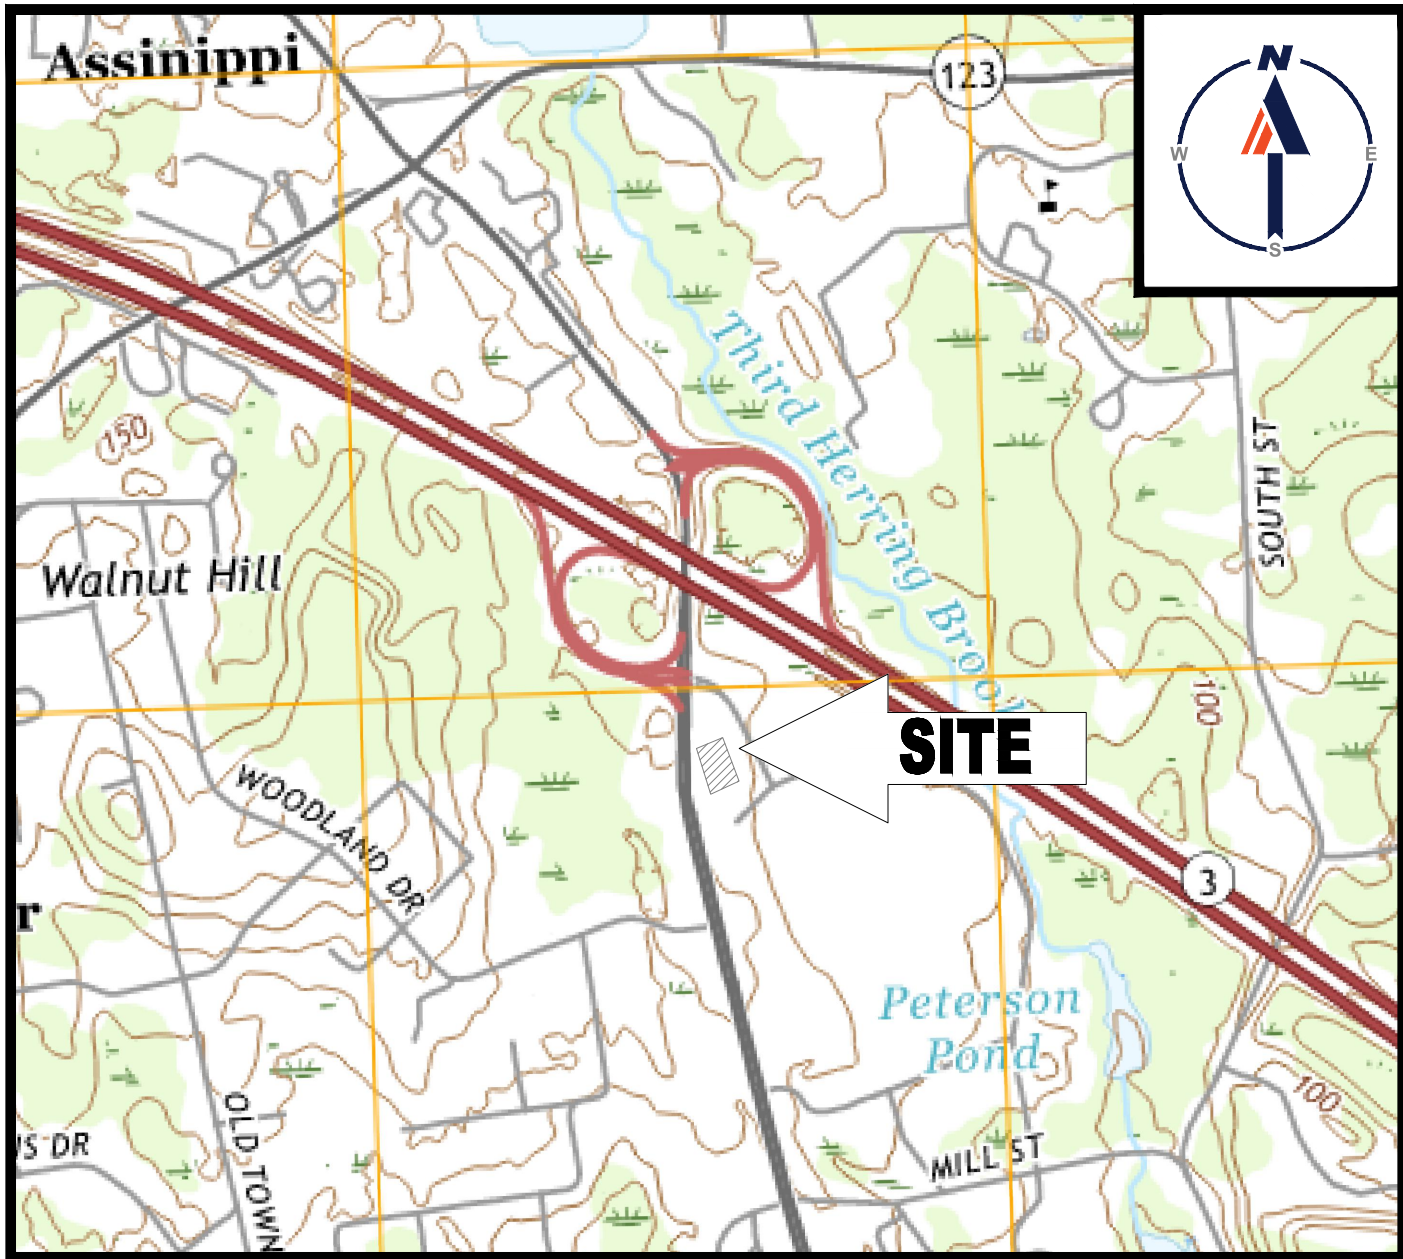 Assinippi
123
N
W
E
S
Third Herring Brook
150
SOUTH ST
Walnut Hill
100
SITE
WOODLAND DR
3
r
Peterson
Pond
100
OLD TOWN
NS DR
MILL ST